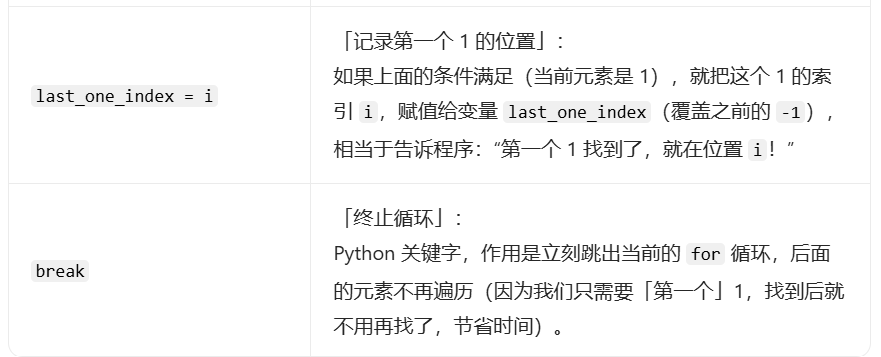 last_one_index = i
「记录第一个 1 的位置」：
如果上面的条件满足（当前元素是 1），就把这个 1 的索
引 i，赋值给变量 last_one_index（覆盖之前的 -1），
相当于告诉程序：“第一个 1 找到了，就在位置 i！”
break
「终止循环」：
Python 关键字，作用是立刻跳出当前的 for 循环，后面
的元素不再遍历（因为我们只需要「第一个」1，找到后就
不用再找了，节省时间）。